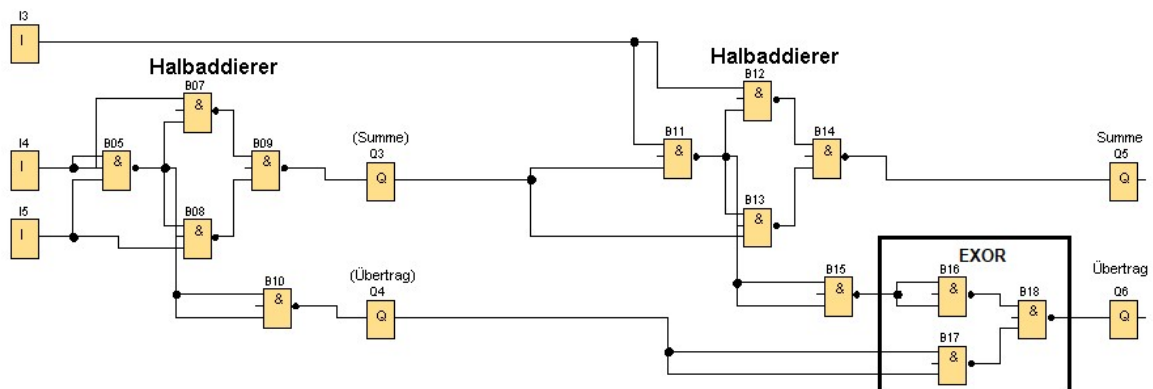 I3
I
Halbaddierer
B07
&
I4
I
B05
&
B09
&
(Summe)
Q3
Q
I5
I
B08
&
B10
&
(Übertrag)
Q4
Q
Halbaddierer
B12
&
B11
&
B14
&
Summe
Q5
Q
B13
&
EXOR
B15
&
B16
&
B18
&
Übertrag
Q6
Q
B17
&